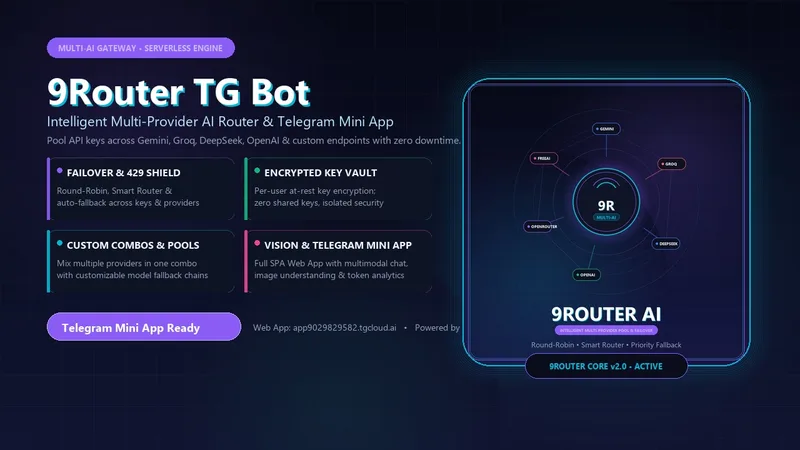 MULTI-AI GATEWAY • SERVERLESS ENGINE
9Router TG Bot
Intelligent Multi-Provider AI Router & Telegram Mini App
Pool API keys across Gemini, Groq, DeepSeek, OpenAI & custom endpoints with zero downtime.
FAILOVER & 429 SHIELD
Round-Robin, Smart Router &
auto-fallback across keys & providers
ENCRYPTED KEY VAULT
Per-user at-rest key encryption;
zero shared keys, isolated security
CUSTOM COMBOS & POOLS
Mix multiple providers in one combo
with customizable model fallback chains
VISION & TELEGRAM MINI APP
Full SPA Web App with multimodal chat,
image understanding & token analytics
Telegram Mini App Ready
Web App: app9029829582.tgcloud.ai • Powered by
GEMINI
FREEAI
GROQ
9R
MULTI-AI
OPENROUTER
DEEPSEEK
OPENAI
9ROUTER AI
INTELLIGENT MULTI-PROVIDER POOL & FAILOVER
Round-Robin • Smart Router • Priority Fallback
9ROUTER CORE v2.0 - ACTIVE